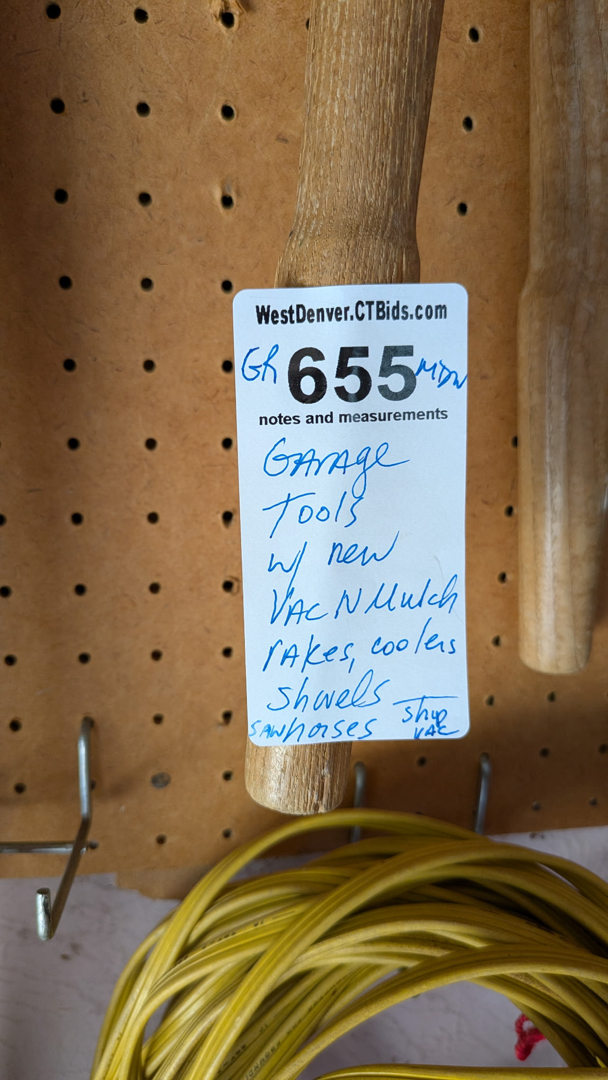 WestDenver.CTBids.com
GR 655 MDW
notes and measurements
GArAge
Tools
w/ new
VAC N Mulch
rAkes, coolers
Shovels
SAWhorses Shop
VAC